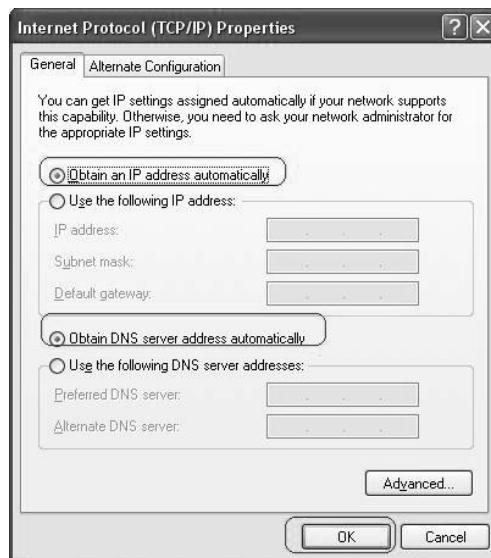 Internet Protocol (TCP/IP) Properties
General
Alternate Configuration
You can get IP settings assigned automatically if your network supports
this capability. Otherwise, you need to ask your network administrator for
the appropriate IP settings.
Obtain an IP address automatically
Use the following IP address:
IP address:
Subnet mask:
Default gateway:
Obtain DNS server address automatically
Use the following DNS server addresses:
Preferred DNS server:
Alternate DNS server:
Advanced...
OK
Cancel